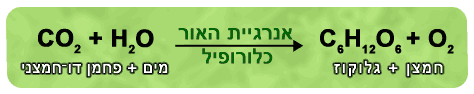 CO₂ + H₂O
אנרגיית האור
כלורופיל
C₆H₁₂O₆ + O₂
מים + פחמן דו-חמצני
חמצן + גלוקוז